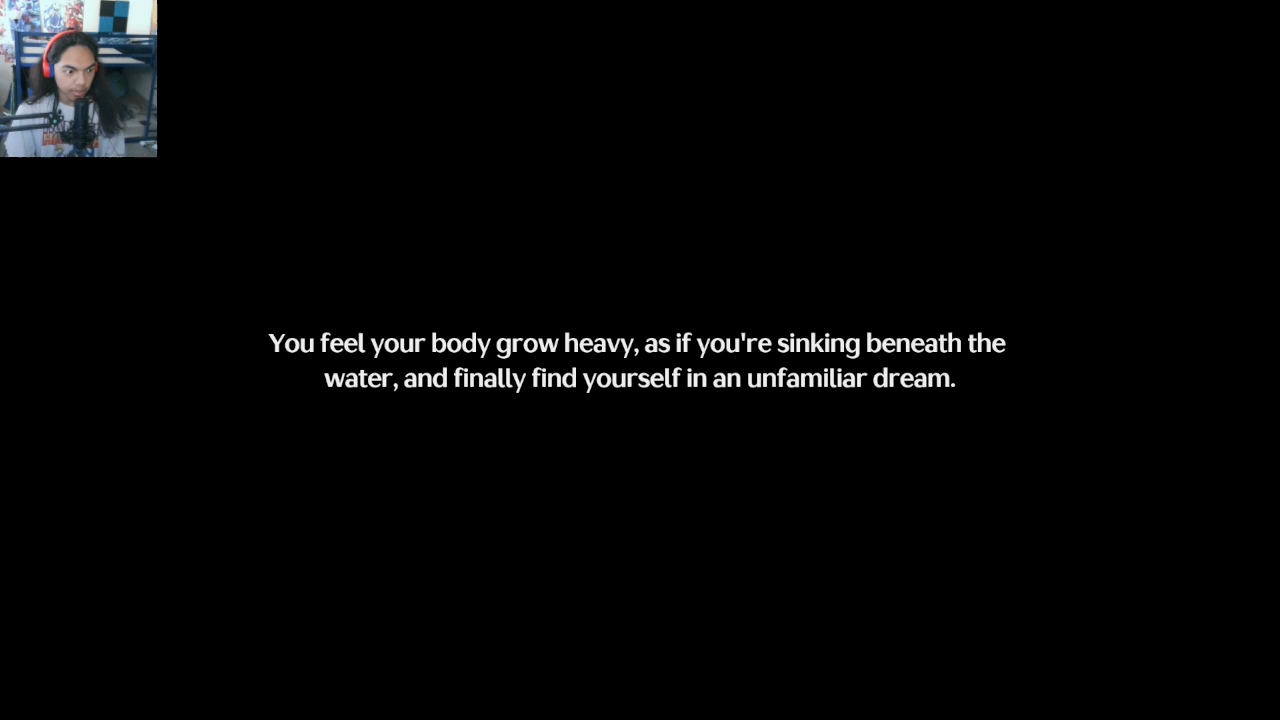 You feel your body grow heavy, as if you're sinking beneath the
water, and finally find yourself in an unfamiliar dream.